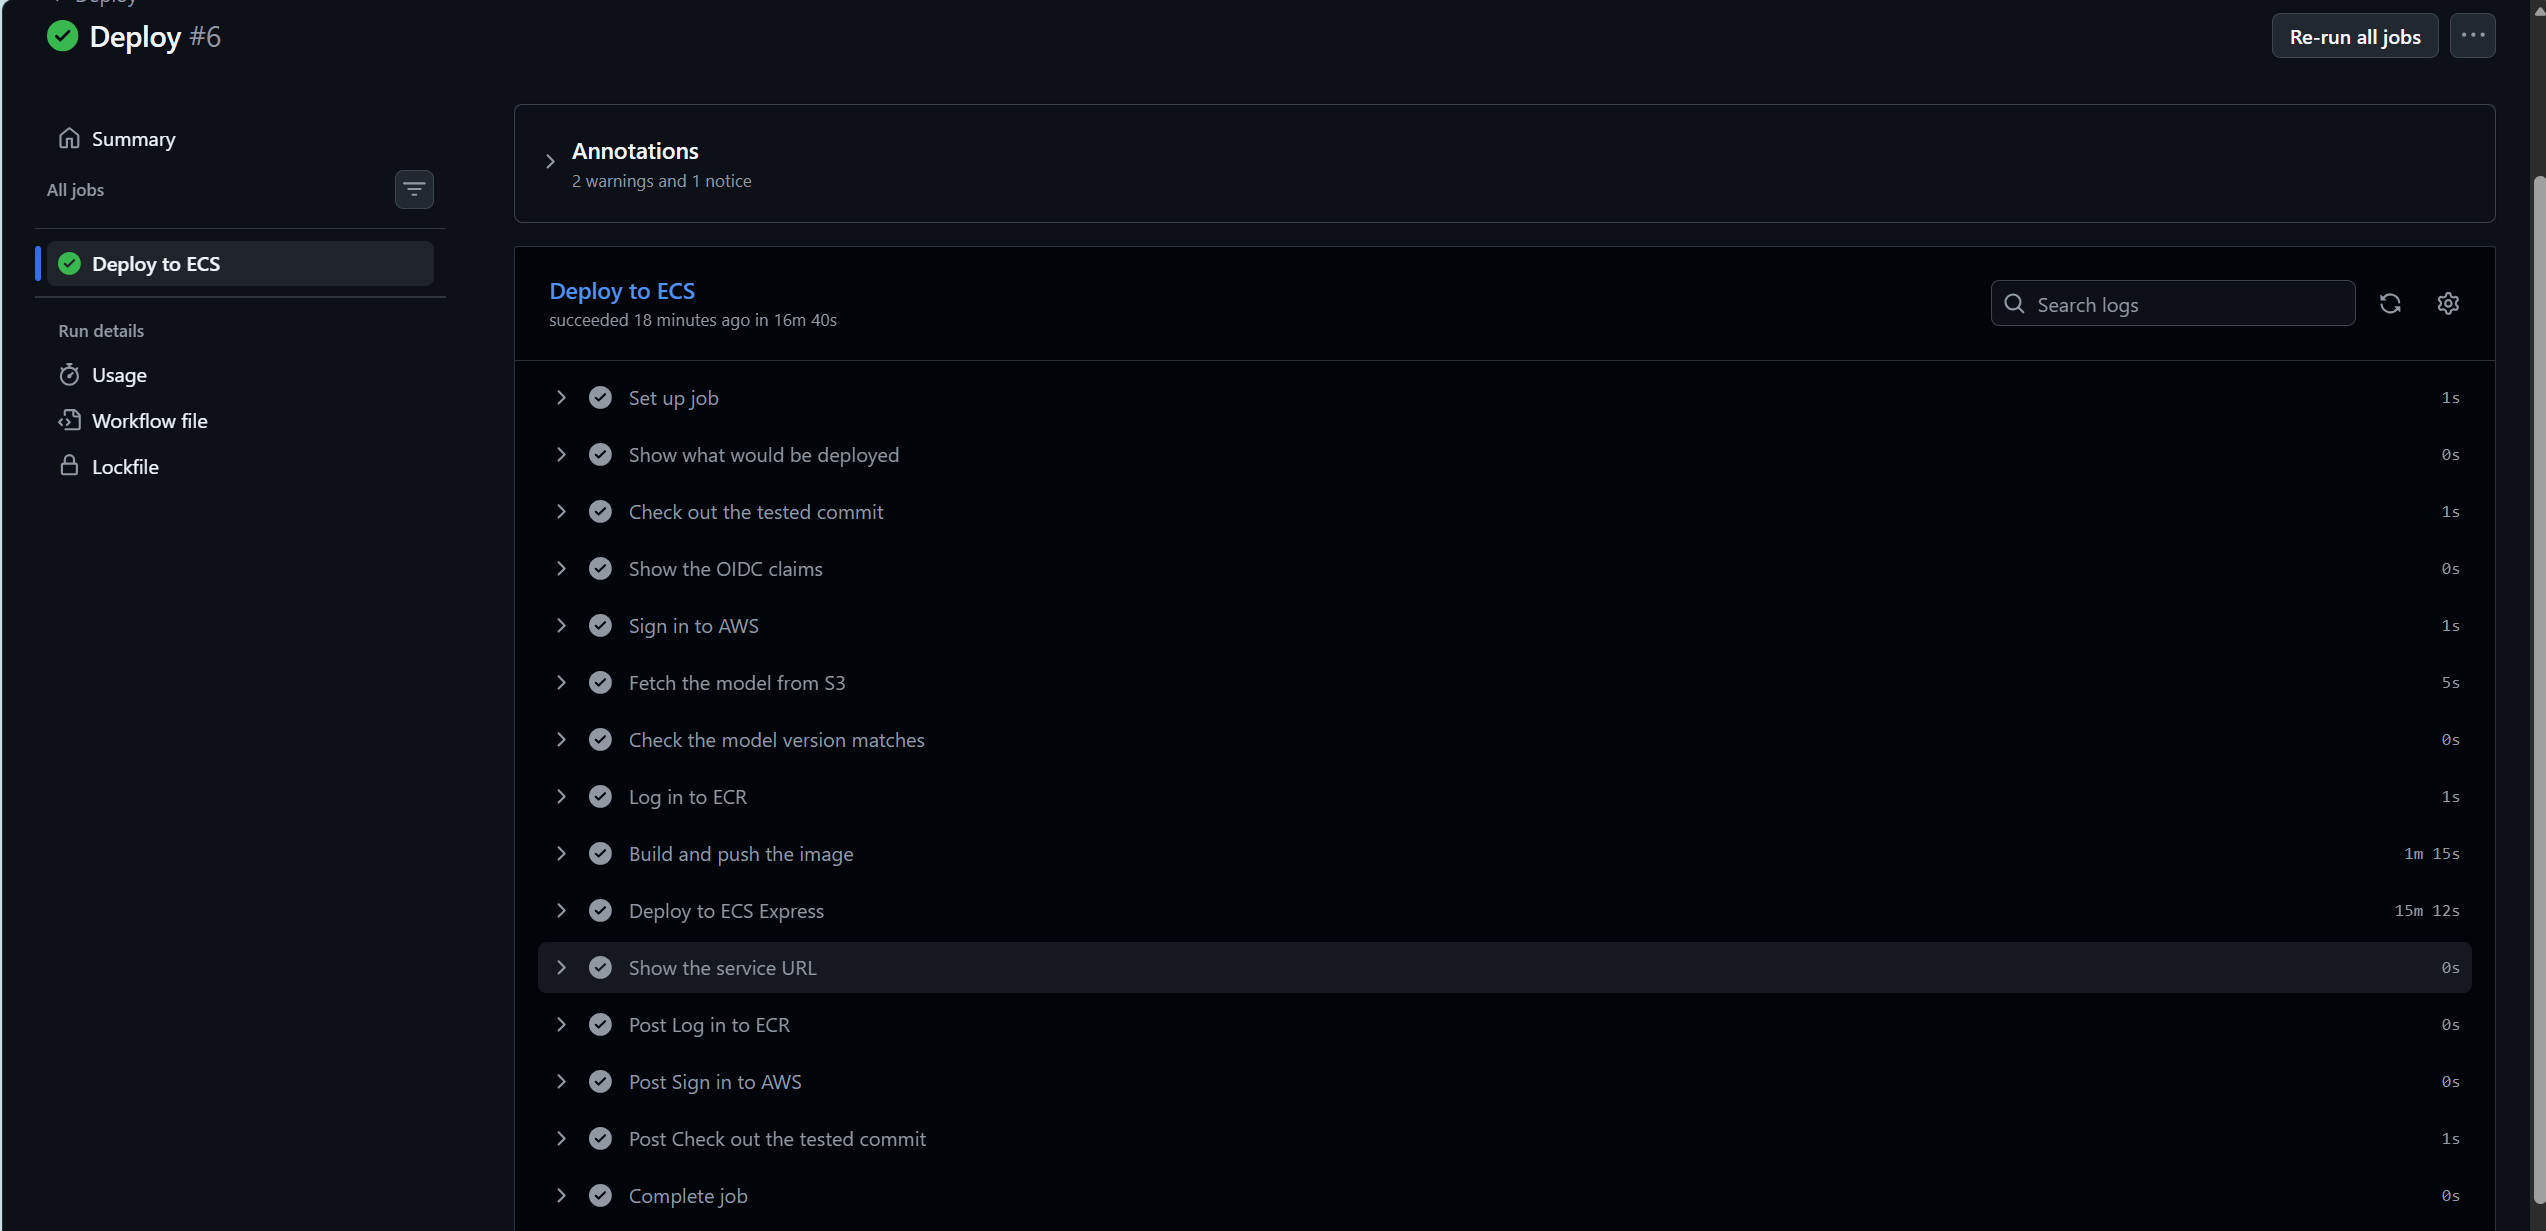 Deploy
Deploy #6
Re-run all jobs
Summary
All jobs
Deploy to ECS
Run details
Usage
Workflow file
Lockfile
Annotations
2 warnings and 1 notice
Deploy to ECS
succeeded 18 minutes ago in 16m 40s
Search logs
Set up job 1s
Show what would be deployed 0s
Check out the tested commit 1s
Show the OIDC claims 0s
Sign in to AWS 1s
Fetch the model from S3 5s
Check the model version matches 0s
Log in to ECR 1s
Build and push the image 1m 15s
Deploy to ECS Express 15m 12s
Show the service URL 0s
Post Log in to ECR 0s
Post Sign in to AWS 0s
Post Check out the tested commit 1s
Complete job 0s